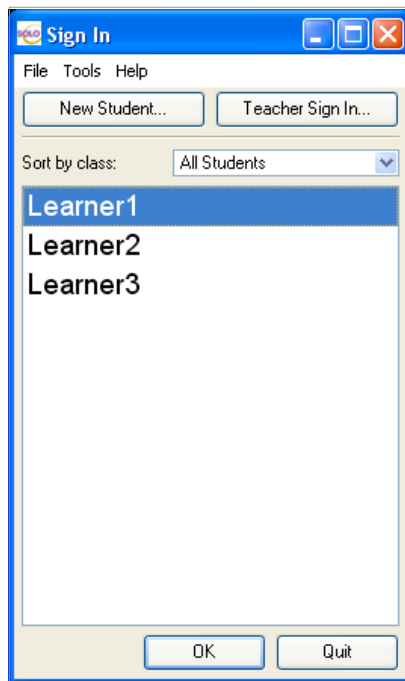 SOLO Sign In
File Tools Help
New Student... Teacher Sign In...
Sort by class: All Students
Learner1
Learner2
Learner3
OK Quit